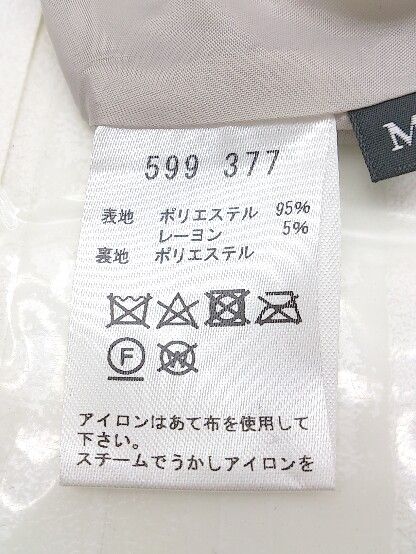 599 377
表地 ポリエステル 95%
レーヨン 5%
裏地 ポリエステル
F
W
アイロンはあて布を使用して
下さい。
スチームでうかしアイロンを
M